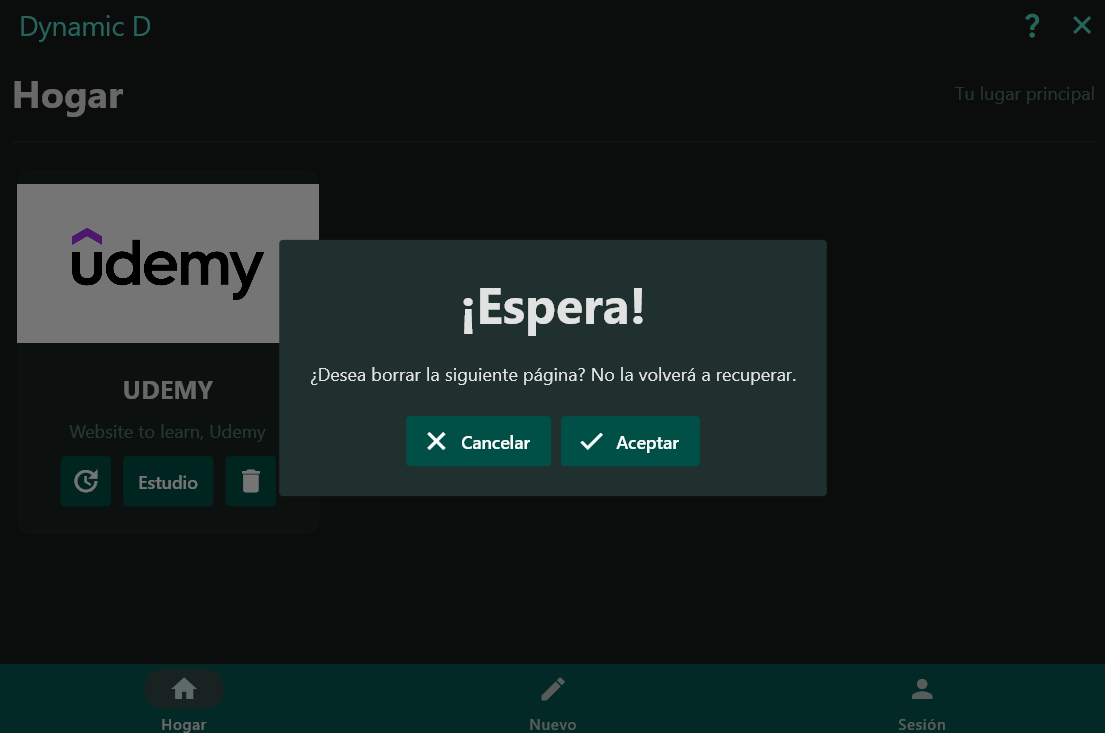 Dynamic D
?
Hogar
Tu lugar principal
udemy
UDEMY
Website to learn, Udemy
Estudio
¡Espera!
¿Desea borrar la siguiente página? No la volverá a recuperar.
Cancelar
Aceptar
Hogar
Nuevo
Sesión